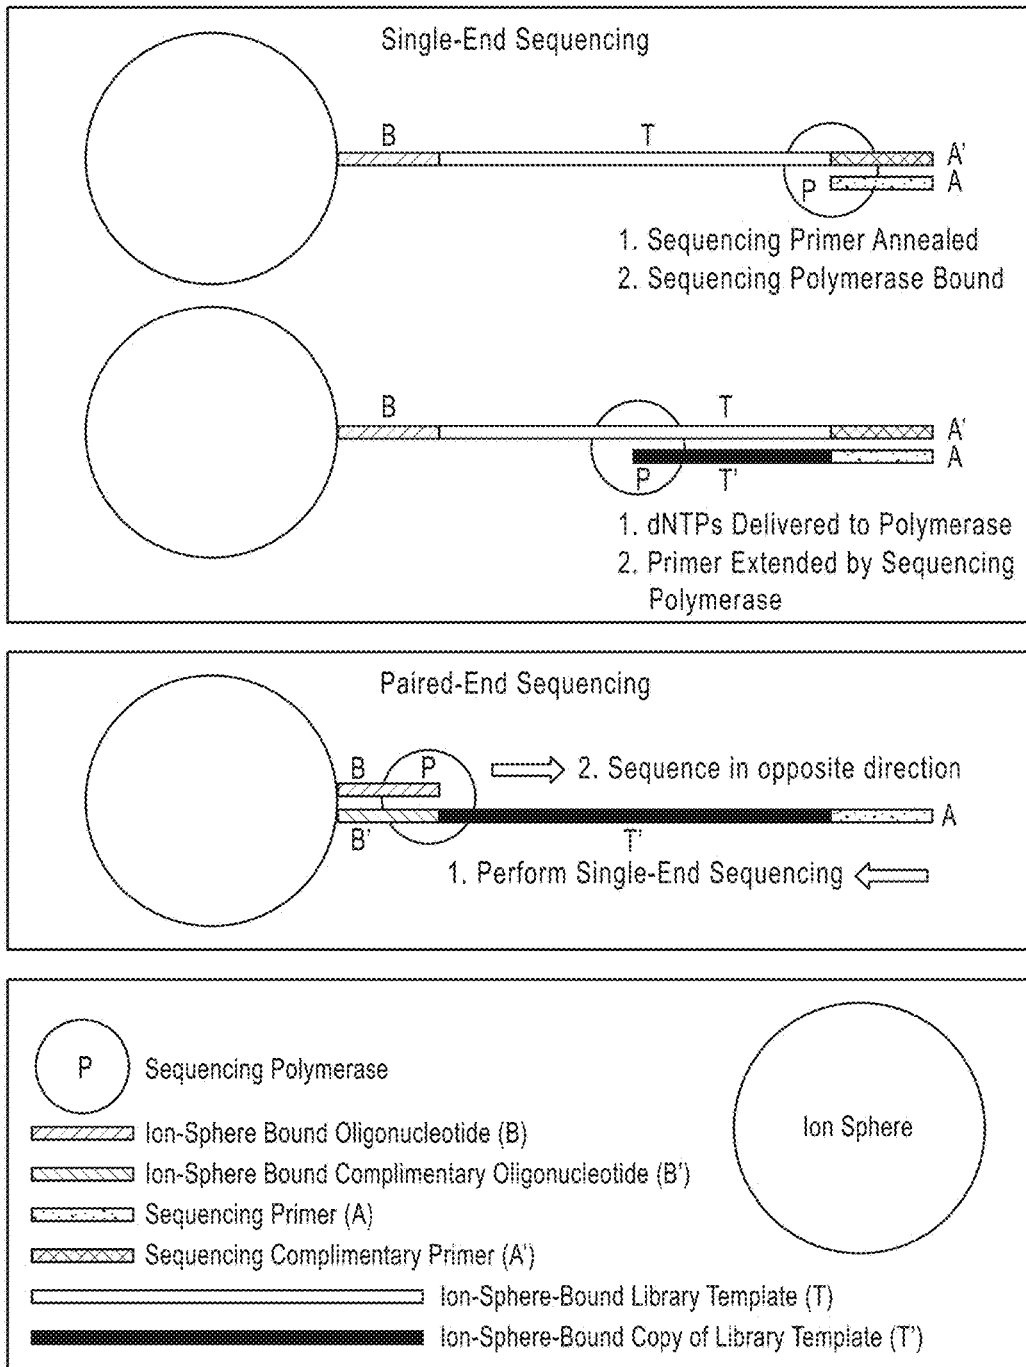 Single-End Sequencing
B
T
A'
P
A
1. Sequencing Primer Annealed
2. Sequencing Polymerase Bound
B
T
A'
A
P
T'
1. dNTPs Delivered to Polymerase
2. Primer Extended by Sequencing
Polymerase
Paired-End Sequencing
B
P
2. Sequence in opposite direction
A
B'
T'
1. Perform Single-End Sequencing
P
Sequencing Polymerase
Ion Sphere
Ion-Sphere Bound Oligonucleotide (B)
Ion-Sphere Bound Complimentary Oligonucleotide (B')
Sequencing Primer (A)
Sequencing Complimentary Primer (A')
Ion-Sphere-Bound Library Template (T)
Ion-Sphere-Bound Copy of Library Template (T')